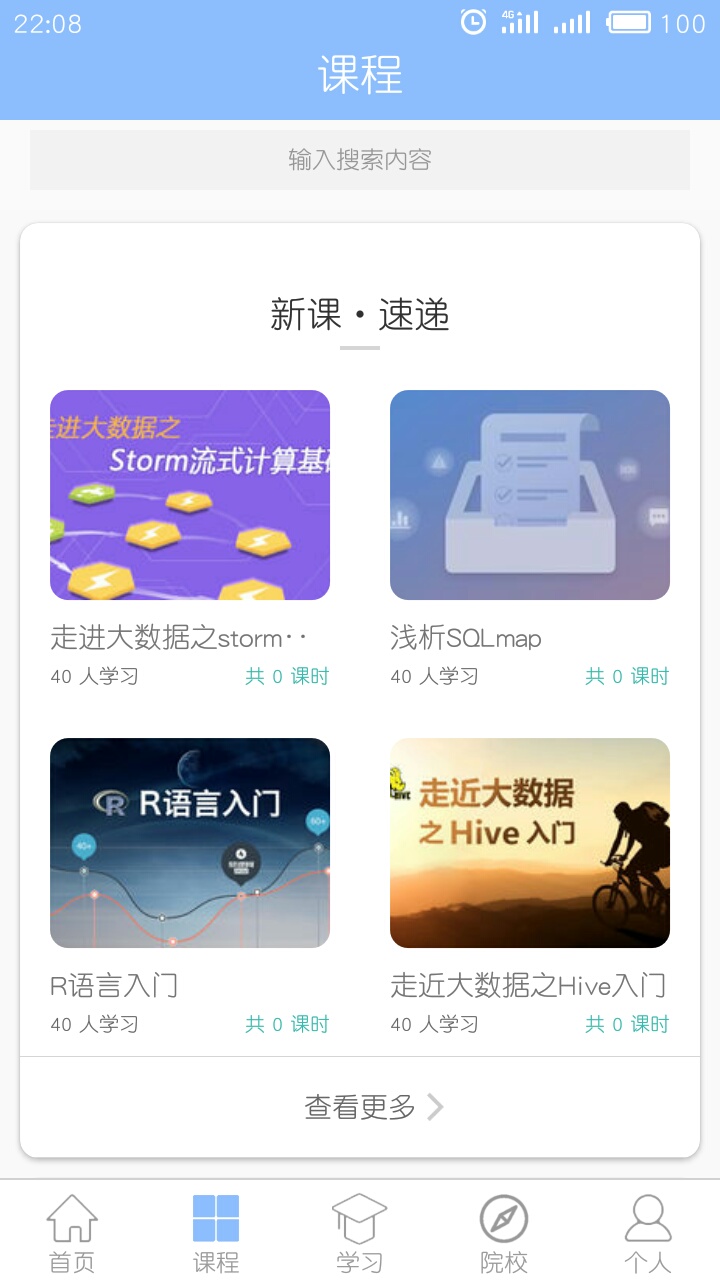 22:08
4G
100
课程
输入搜索内容
新课·速递
走进大数据之
Storm流式计算基础
走进大数据之storm··
浅析SQLmap
40 人学习
共 0 课时
40 人学习
共 0 课时
R语言入门
40+
60+
走近大数据
之 Hive 入门
R语言入门
走近大数据之Hive入门
40 人学习
共 0 课时
40 人学习
共 0 课时
查看更多
首页
课程
学习
院校
个人